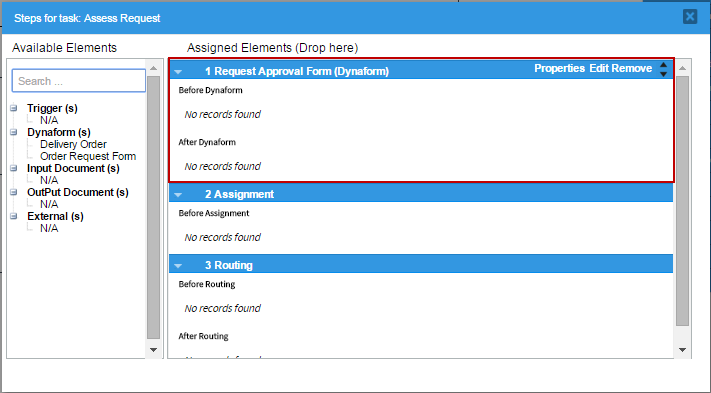 Steps for task: Assess Request
Available Elements
Assigned Elements (Drop here)
Search ...
Trigger (s)
N/A
Dynaform (s)
Delivery Order
Order Request Form
Input Document (s)
N/A
OutPut Document (s)
N/A
External (s)
N/A
1 Request Approval Form (Dynaform)
Properties Edit Remove
Before Dynaform
No records found
After Dynaform
No records found
2 Assignment
Before Assignment
No records found
3 Routing
Before Routing
No records found
After Routing
No records found